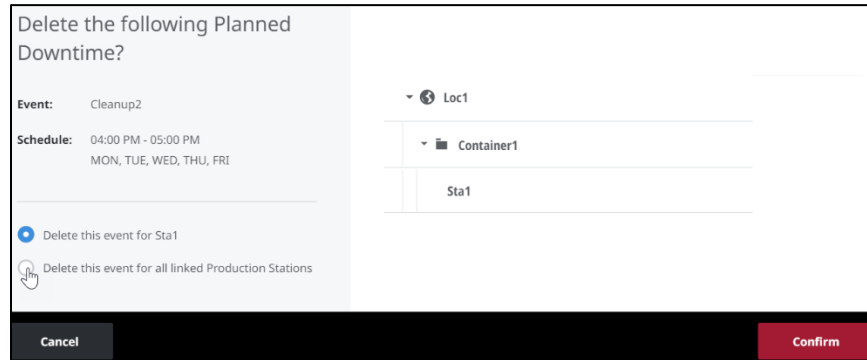 Delete the following Planned
Downtime?
Event: Cleanup2
Schedule: 04:00 PM - 05:00 PM
MON, TUE, WED, THU, FRI
Delete this event for Sta1
Delete this event for all linked Production Stations
Loc1
Container1
Sta1
Cancel
Confirm